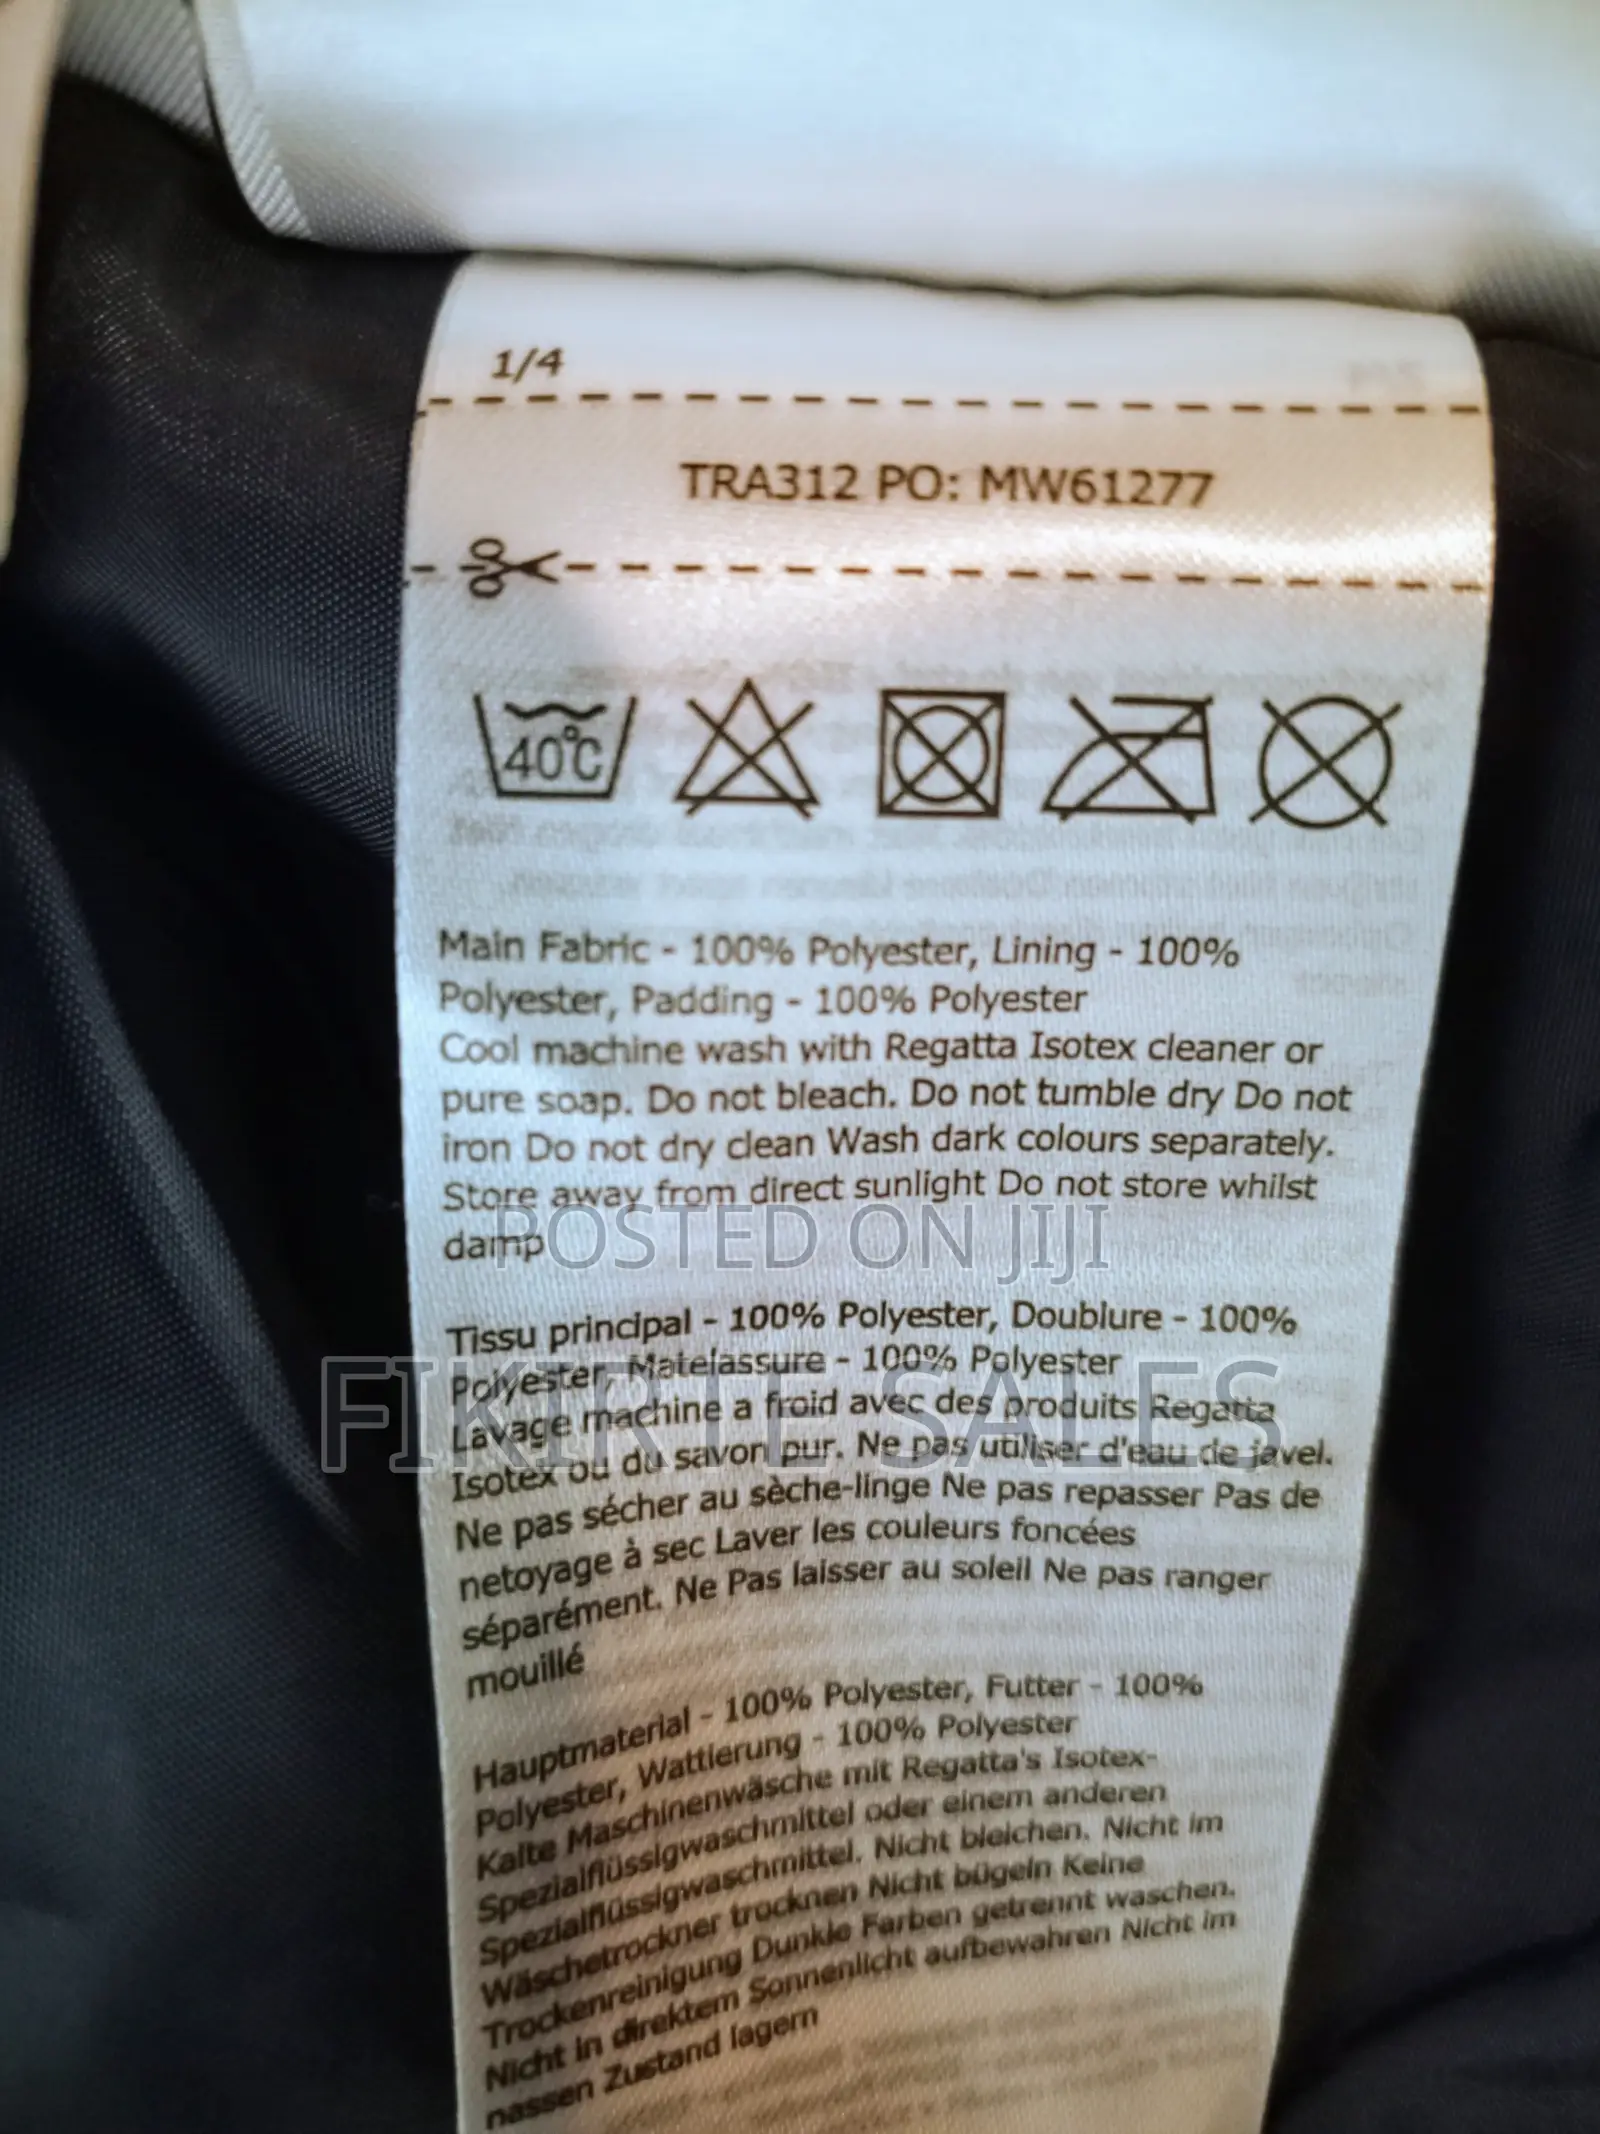 1/4
TRA312 PO: MW61277
40°C
Main Fabric - 100% Polyester, Lining - 100%
Polyester, Padding - 100% Polyester
Cool machine wash with Regatta Isotex cleaner or
pure soap. Do not bleach. Do not tumble dry Do not
iron Do not dry clean Wash dark colours separately.
Store away from direct sunlight Do not store whilst
damp
POSTED ON JIJI
Tissu principal - 100% Polyester, Doublure - 100%
Polyester, Matelassure - 100% Polyester
FIKIRTE SALES
Lavage machine a froid avec des produits Regatta
Isotex ou du savon pur. Ne pas utiliser d'eau de javel.
Ne pas sécher au sèche-linge Ne pas repasser Pas de
netoyage à sec Laver les couleurs foncées
séparément. Ne Pas laisser au soleil Ne pas ranger
mouillé
Hauptmaterial - 100% Polyester, Futter - 100%
Polyester, Wattierung - 100% Polyester
Kalte Maschinenwäsche mit Regatta's Isotex-
Spezialflüssigwaschmittel oder einem anderen
Spezialflüssigwaschmittel. Nicht bleichen. Nicht im
Wäschetrockner trocknen Nicht bügeln Keine
Trockenreinigung Dunkle Farben getrennt waschen.
Nicht in direktem Sonnenlicht aufbewahren Nicht im
nassen Zustand lagern